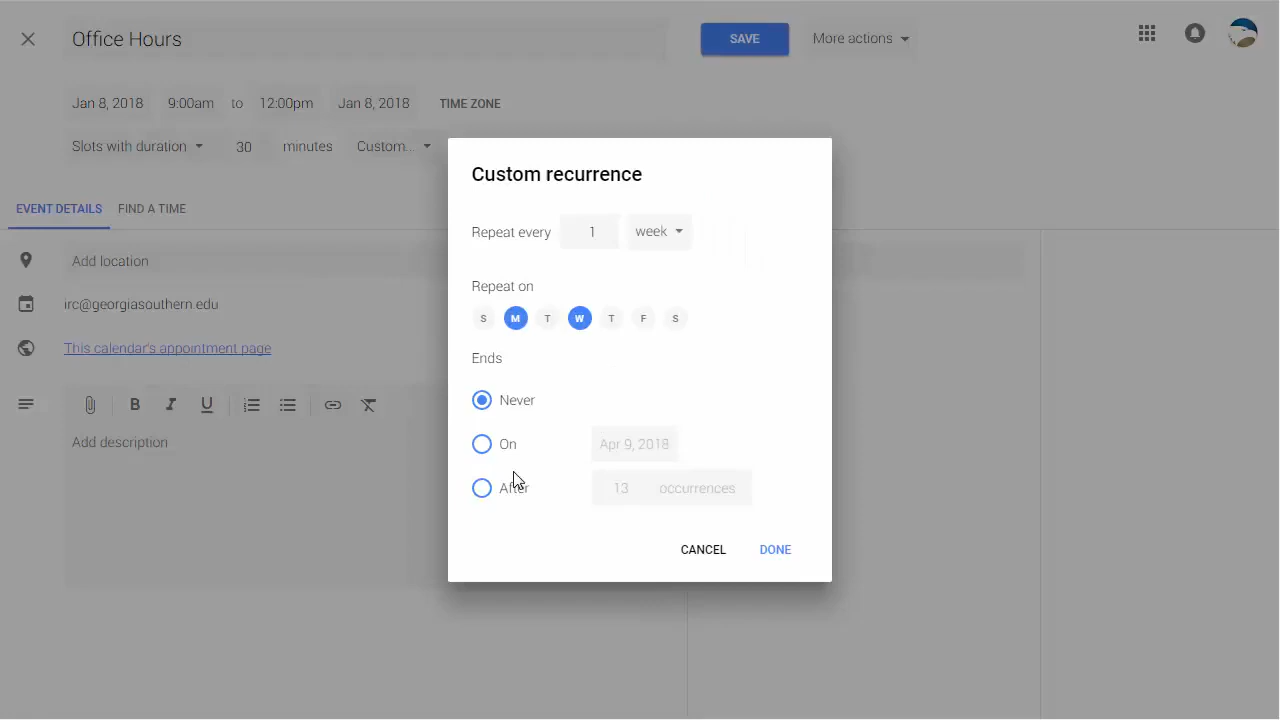 Office Hours
SAVE
More actions
Jan 8, 2018 9:00am to 12:00pm Jan 8, 2018 TIME ZONE
Slots with duration 30 minutes Custom...
Custom recurrence
Repeat every 1 week
Repeat on
S M T W T F S
Ends
Never
On Apr 9, 2018
After 13 occurrences
CANCEL DONE
EVENT DETAILS FIND A TIME
Add location
irc@georgiasouthern.edu
This calendar's appointment page
B I U
Add description